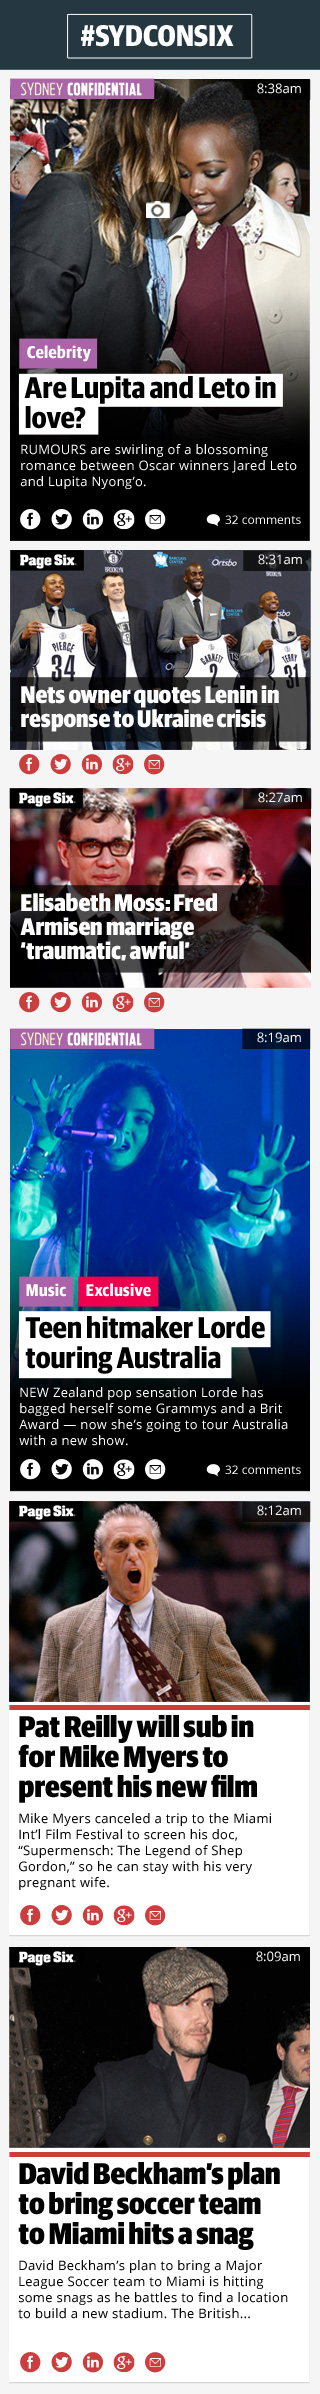 #SYDCONSIX
SYDNEY CONFIDENTIAL
8:38am
Celebrity
Are Lupita and Leto in
love?
RUMOURS are swirling of a blossoming
romance between Oscar winners Jared Leto
and Lupita Nyong’o.
32 comments
Page Six
8:31am
NETS
BROOKLYN
BARCLAYS CENTER
Ortsbo
PIERCE
34
GARNETT
2
TERRY
31
Nets owner quotes Lenin in
response to Ukraine crisis
Page Six
8:27am
Elisabeth Moss: Fred
Armisen marriage
‘traumatic, awful’
SYDNEY CONFIDENTIAL
8:19am
Music
Exclusive
Teen hitmaker Lorde
touring Australia
NEW Zealand pop sensation Lorde has
bagged herself some Grammys and a Brit
Award — now she’s going to tour Australia
with a new show.
32 comments
Page Six
8:12am
Pat Reilly will sub in
for Mike Myers to
present his new film
Mike Myers canceled a trip to the Miami
Int’l Film Festival to screen his doc,
“Supermensch: The Legend of Shep
Gordon,” so he can stay with his very
pregnant wife.
Page Six
8:09am
David Beckham’s plan
to bring soccer team
to Miami hits a snag
David Beckham’s plan to bring a Major
League Soccer team to Miami is hitting
some snags as he battles to find a location
to build a new stadium. The British...